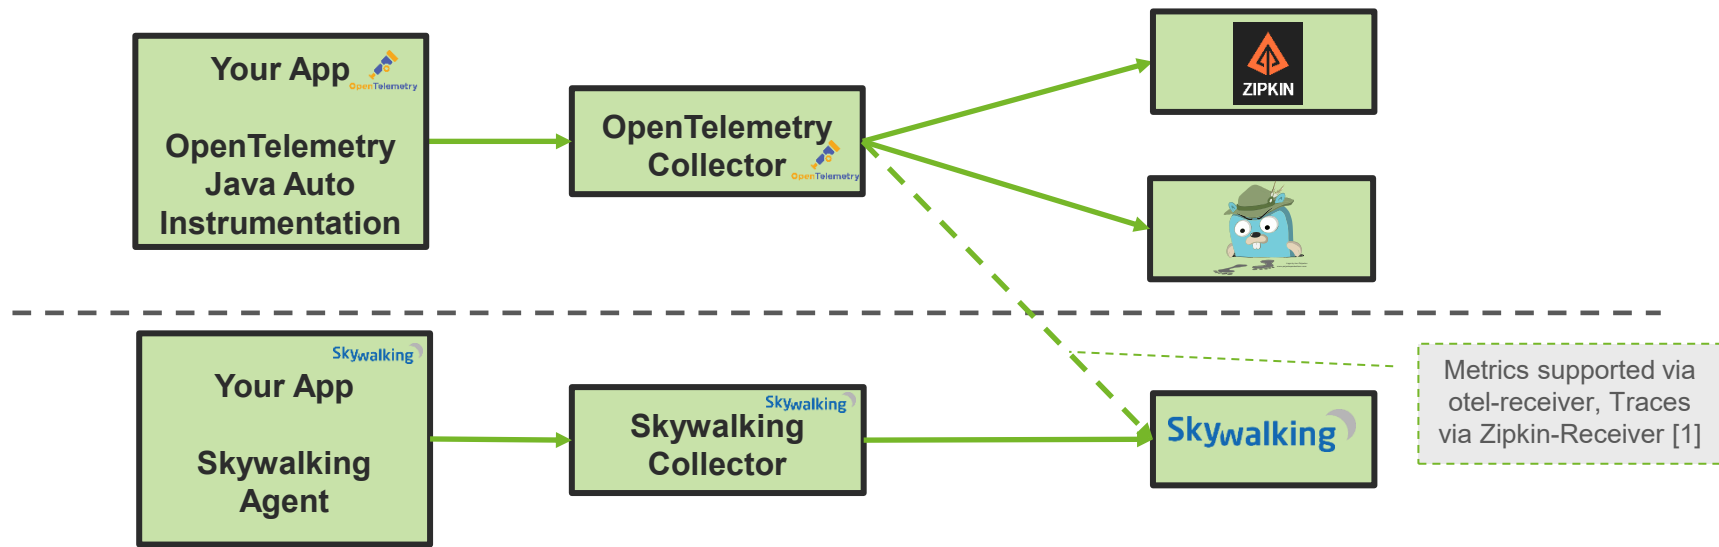 Your App
OpenTelemetry
OpenTelemetry
Java Auto
Instrumentation
OpenTelemetry
Collector
OpenTelemetry
ZIPKIN
Skywalking
Your App
Skywalking
Agent
Skywalking
Skywalking
Collector
Skywalking
Metrics supported via
otel-receiver, Traces
via Zipkin-Receiver [1]